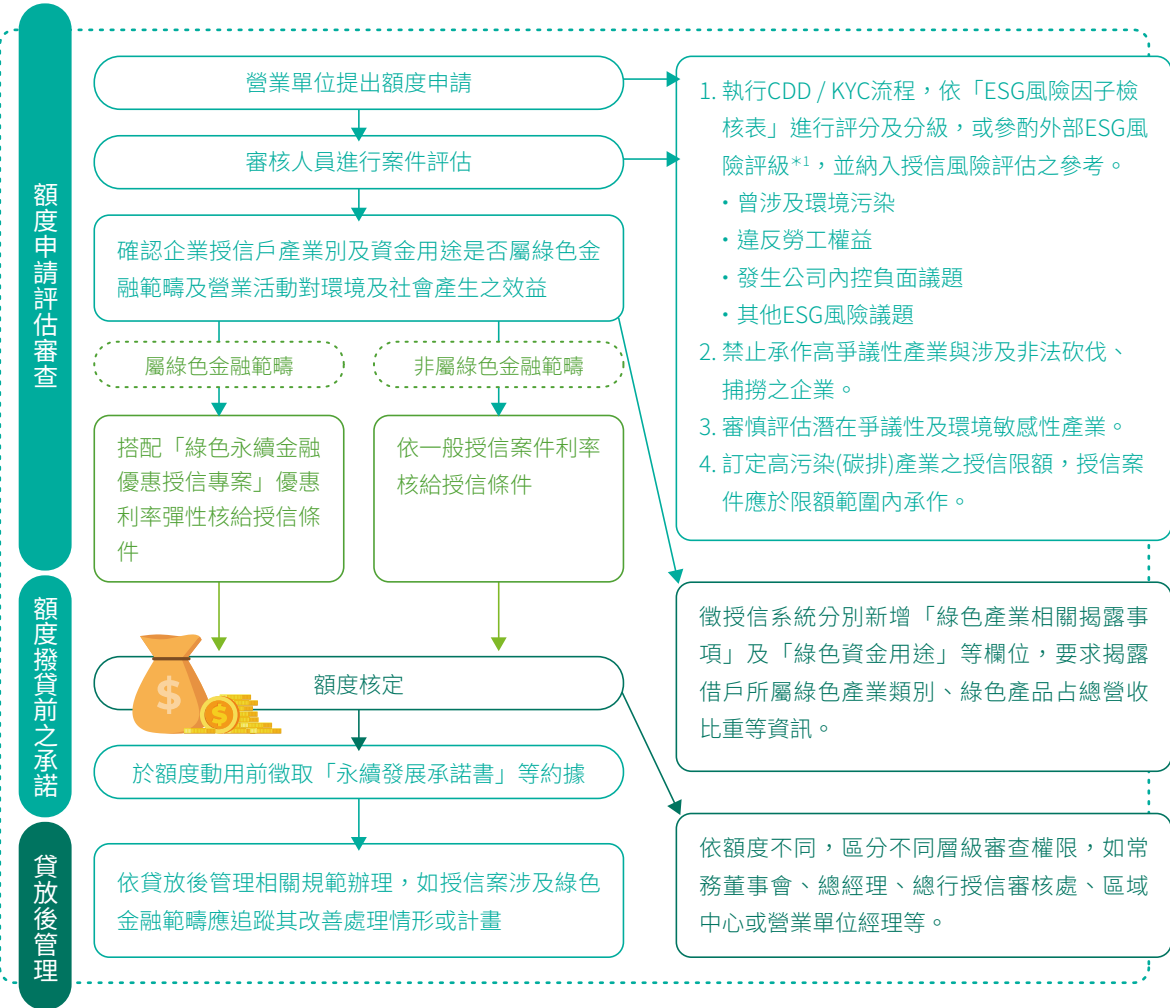 額度申請評估審查
營業單位提出額度申請
審核人員進行案件評估
確認企業授信戶產業別及資金用途是否屬綠色金
融範疇及營業活動對環境及社會產生之效益
屬綠色金融範疇
非屬綠色金融範疇
搭配「綠色永續金融
優惠授信專案」優惠
利率彈性核給授信條
件
依一般授信案件利率
核給授信條件
1. 執行CDD / KYC流程，依「ESG風險因子檢
核表」進行評分及分級，或參酌外部ESG風
險評級*1，並納入授信風險評估之參考。
・曾涉及環境污染
・違反勞工權益
・發生公司內控負面議題
・其他ESG風險議題
2. 禁止承作高爭議性產業與涉及非法砍伐、
捕撈之企業。
3. 審慎評估潛在爭議性及環境敏感性產業。
4. 訂定高污染(碳排)產業之授信限額，授信案
件應於限額範圍內承作。
徵授信系統分別新增「綠色產業相關揭露事
項」及「綠色資金用途」等欄位，要求揭露
借戶所屬綠色產業類別、綠色產品占總營收
比重等資訊。
額度撥貸前之承諾
$
$
額度核定
於額度動用前徵取「永續發展承諾書」等約據
依額度不同，區分不同層級審查權限，如常
務董事會、總經理、總行授信審核處、區域
中心或營業單位經理等。
貸放後管理
依貸放後管理相關規範辦理，如授信案涉及綠色
金融範疇應追蹤其改善處理情形或計畫